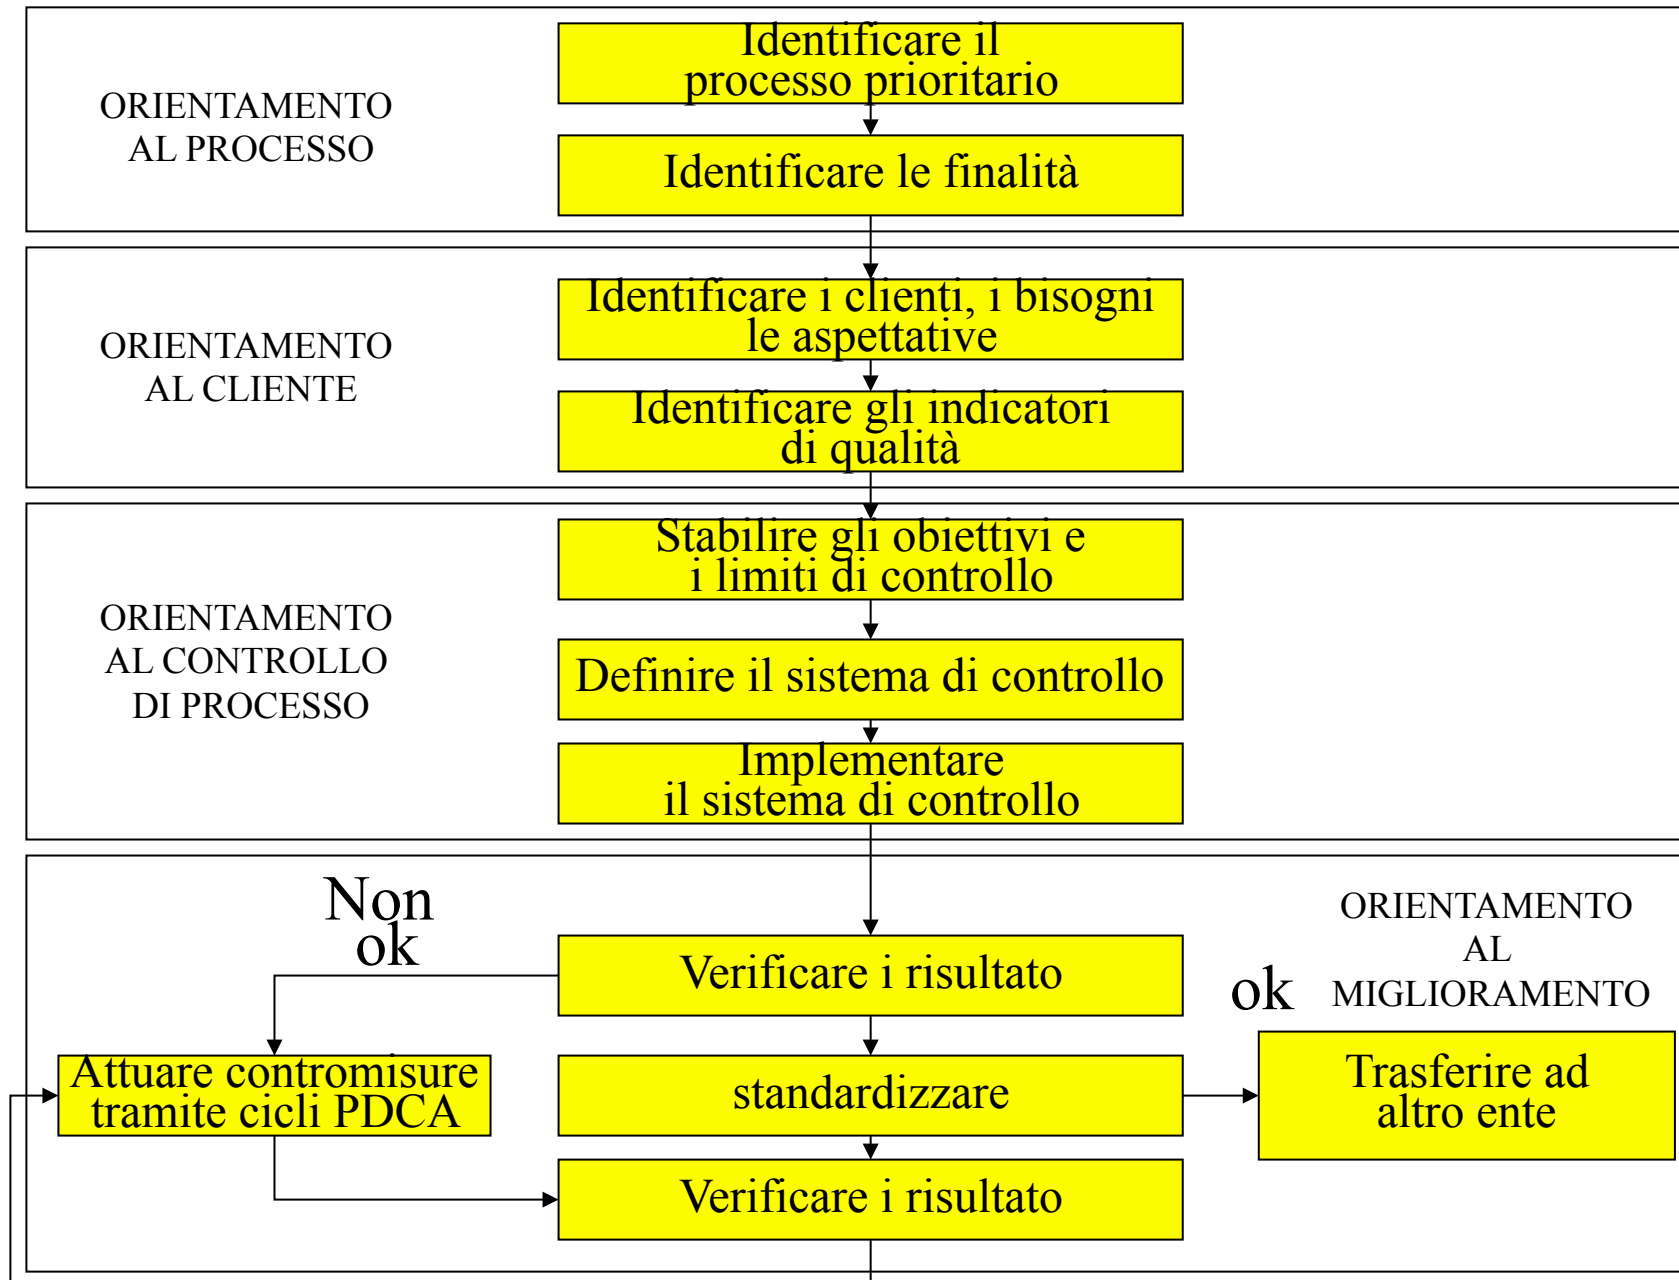 Identificare il
processo prioritario
ORIENTAMENTO
AL PROCESSO
Identificare le finalità
Identificare i clienti, i bisogni
le aspettative
ORIENTAMENTO
AL CLIENTE
Identificare gli indicatori
di qualità
Stabilire gli obiettivi e
i limiti di controllo
ORIENTAMENTO
AL CONTROLLO
DI PROCESSO
Definire il sistema di controllo
Implementare
il sistema di controllo
Non
ok
ORIENTAMENTO
AL
MIGLIORAMENTO
Verificare i risultato
ok
Attuare contromisure
tramite cicli PDCA
standardizzare
Trasferire ad
altro ente
Verificare i risultato